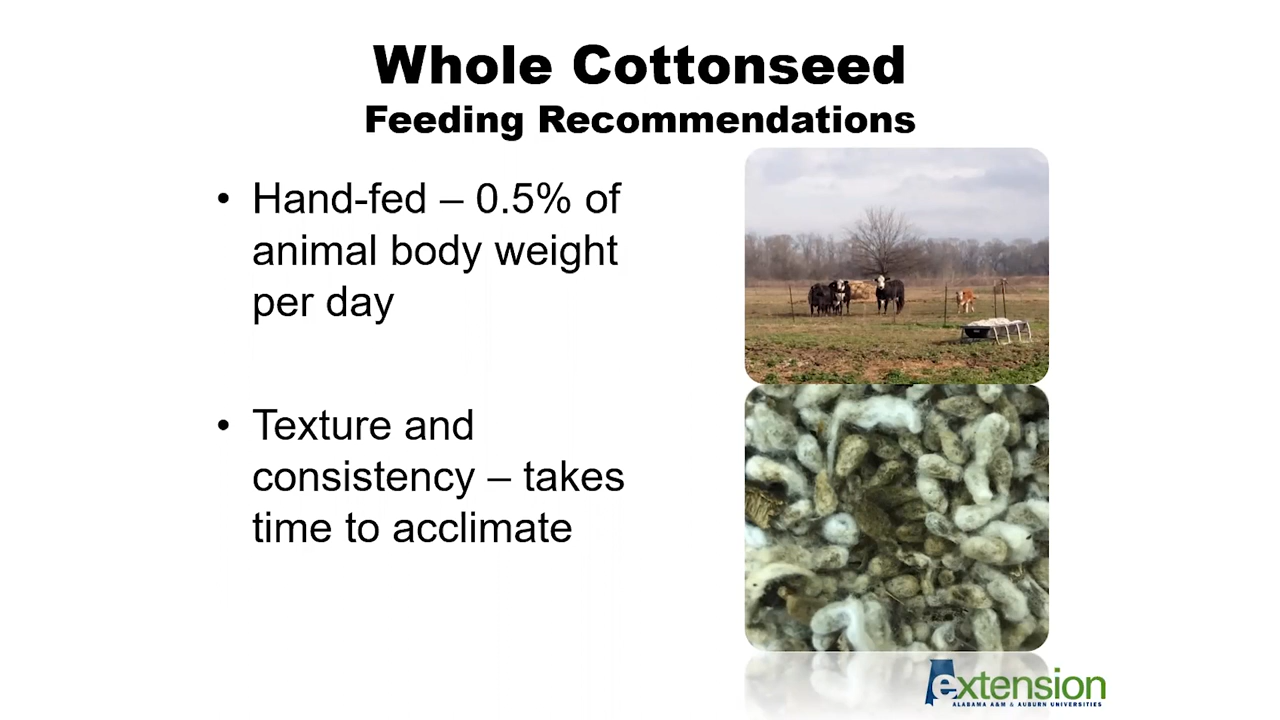 Whole Cottonseed
Feeding Recommendations
• Hand-fed – 0.5% of
animal body weight
per day
• Texture and
consistency – takes
time to acclimate
extension
ALABAMA A&M & AUBURN UNIVERSITIES